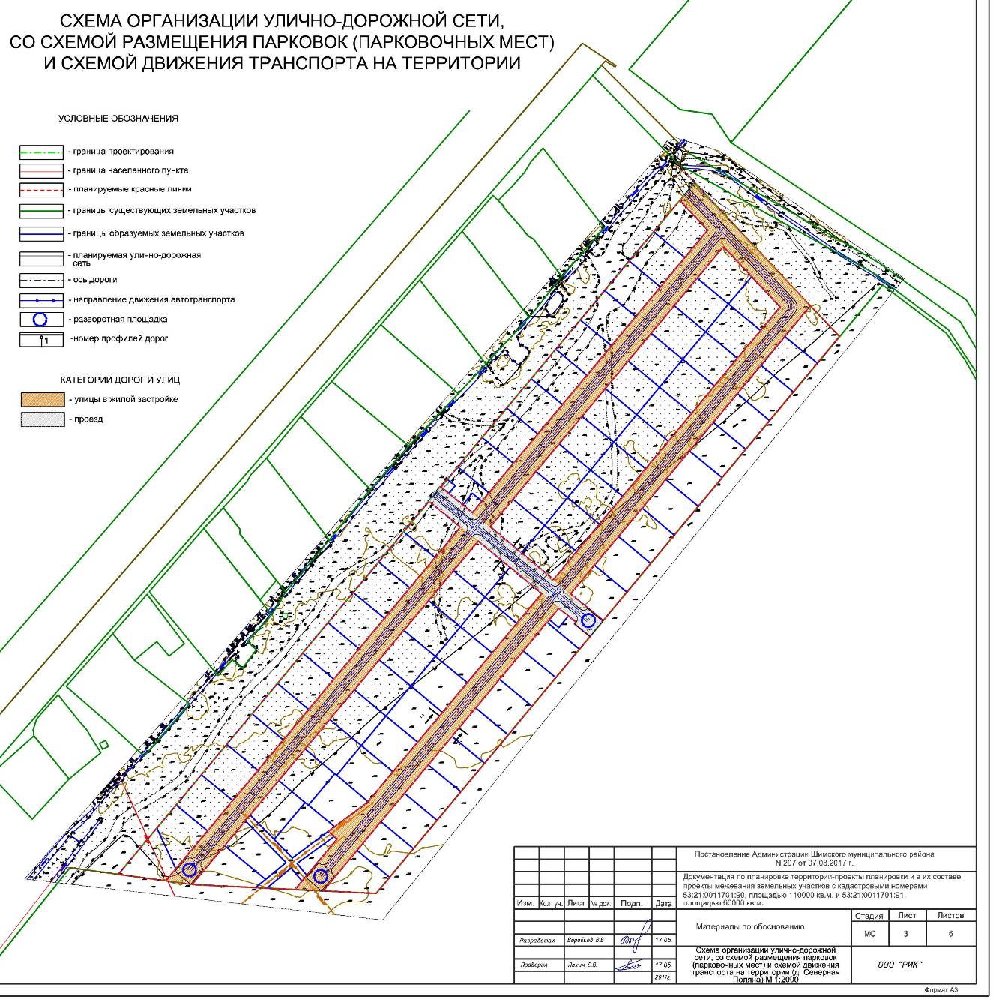 СХЕМА ОРГАНИЗАЦИИ УЛИЧНО-ДОРОЖНОЙ СЕТИ,
СО СХЕМОЙ РАЗМЕЩЕНИЯ ПАРКОВОК (ПАРКОВОЧНЫХ МЕСТ)
И СХЕМОЙ ДВИЖЕНИЯ ТРАНСПОРТА НА ТЕРРИТОРИИ
УСЛОВНЫЕ ОБОЗНАЧЕНИЯ
- граница проектирования
- граница населенного пункта
- планируемые красные линии
- границы существующих земельных участков
- границы образуемых земельных участков
- планируемая улично-дорожная
сеть
- ось дороги
- направление движения автотранспорта
- разворотная площадка
1
-номер профилей дорог
КАТЕГОРИИ ДОРОГ И УЛИЦ
- улицы в жилой застройке
- проезд
Постановление Администрации Шимского муниципального района
N 207 от 07.03.2017 г.
Документация по планировке территории-проекты планировки и в их составе
проекты межевания земельных участков с кадастровыми номерами
53:21:0011701:90, площадью 110000 кв.м. и 53:21:0011701:91,
площадью 60000 кв.м.
Изм. Кол. уч. Лист № док. Подп. Дата
Материалы по обоснованию
Стадия Лист Листов
МО 3 6
Разработал Воробьев В.В 17.05.
Проверил Лахин С.В. 17.05.
2017г.
Схема организации улично-дорожной
сети, со схемой размещения парковок
(парковочных мест) и схемой движения
транспорта на территории (д. Северная
Поляна) М 1:2000
ООО "РИК"
Формат А3